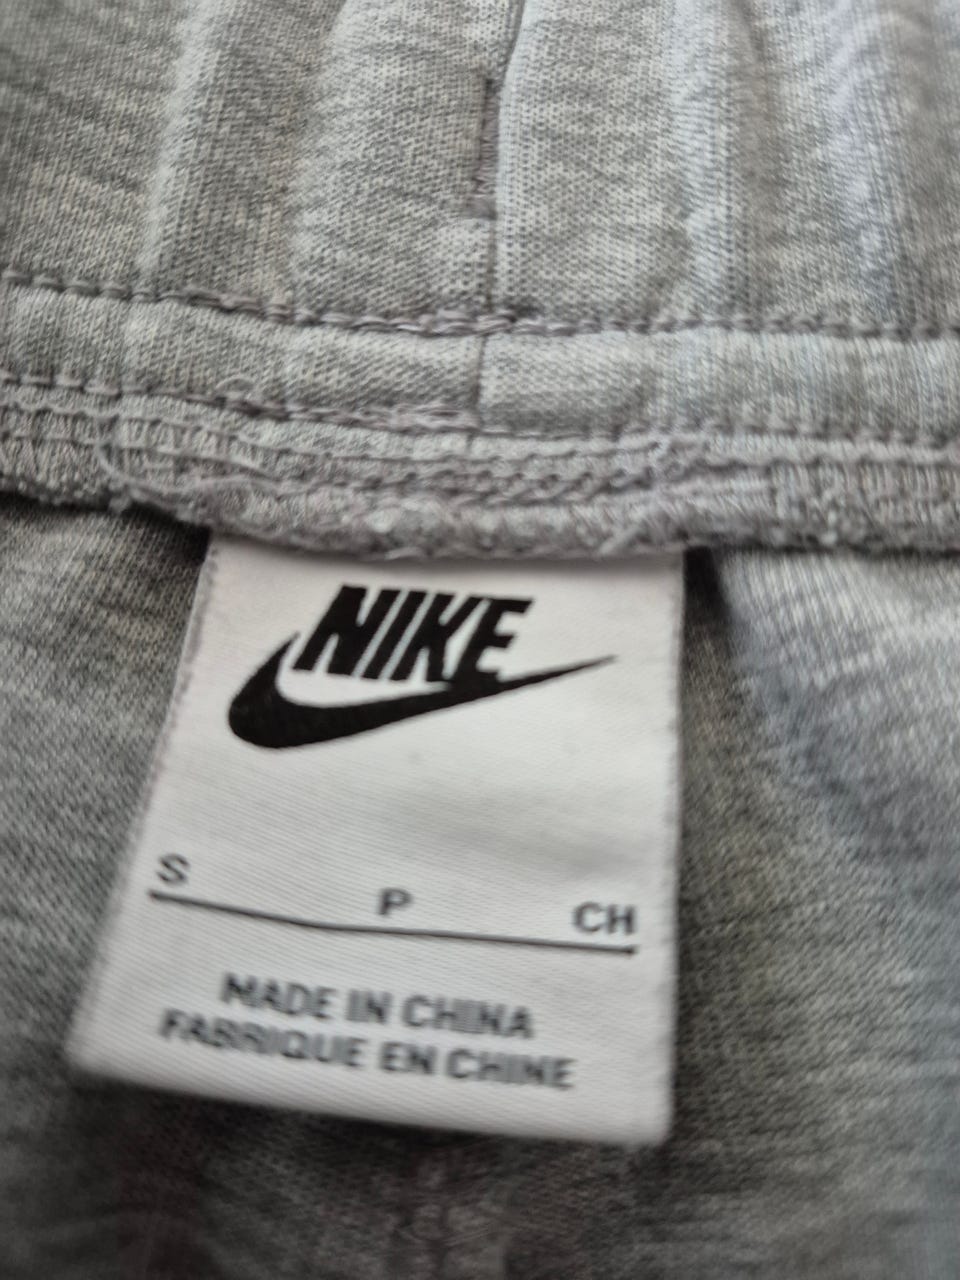 NIKE
S P CH
MADE IN CHINA
FABRIQUE EN CHINE